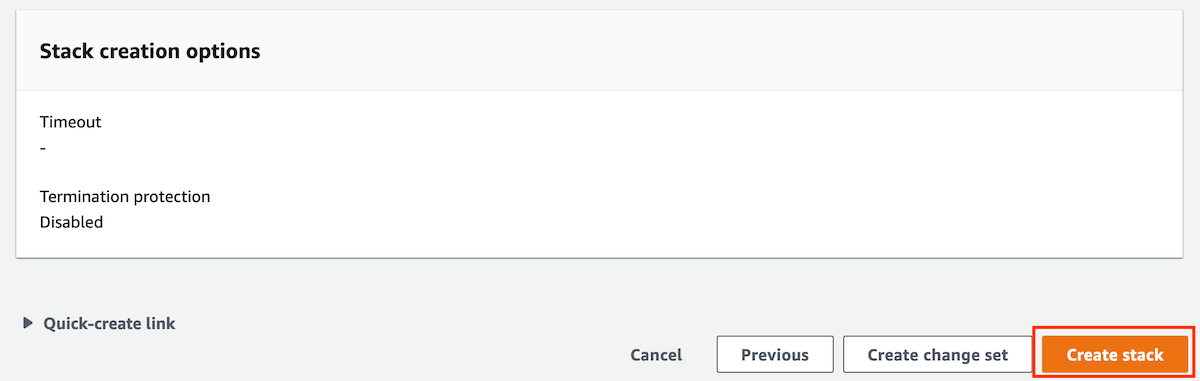 Stack creation options
Timeout
-
Termination protection
Disabled
Quick-create link
Cancel Previous Create change set Create stack